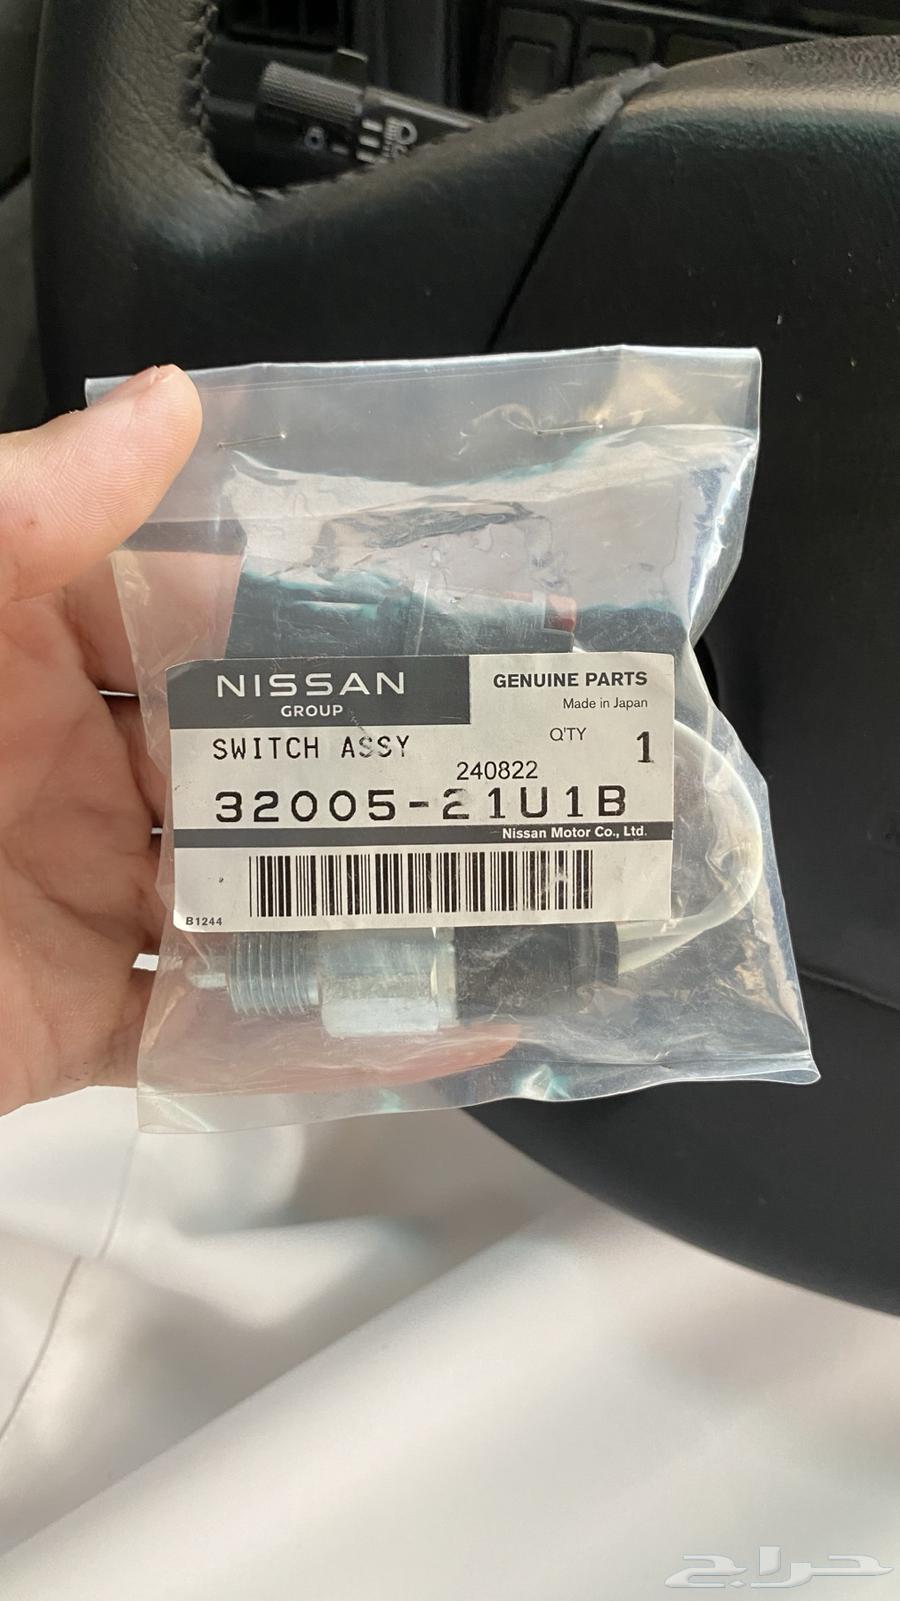 NISSAN
GROUP
GENUINE PARTS
Made in Japan
SWITCH ASSY
Q'TY 1
240822
32005-21U1B
Nissan Motor Co., Ltd.
B1244
حراج